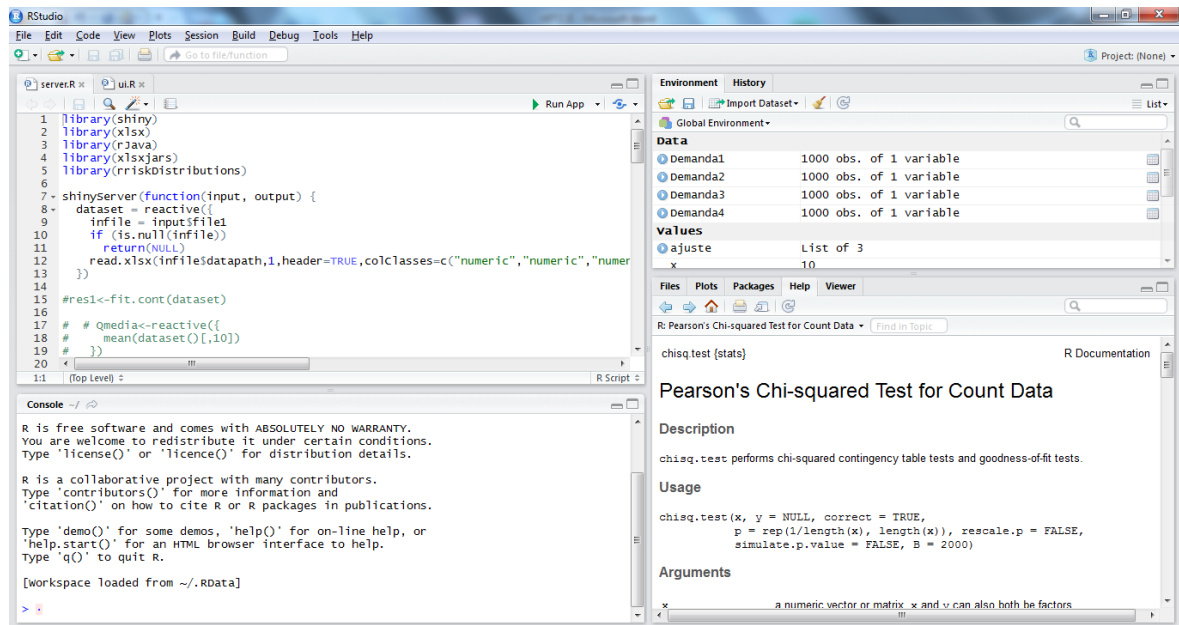 RStudio
File Edit Code View Plots Session Build Debug Tools Help
Go to file/function
Project: (None)
server.R
ui.R
Run App
1 library(shiny)
2 library(xlsx)
3 library(rJava)
4 library(xlsxjars)
5 library(rriskDistributions)
6
7 shinyServer(function(input, output) {
8 dataset = reactive({
9 infile = input$file1
10 if (is.null(infile))
11 return(NULL)
12 read.xlsx(infile$datapath,1,header=TRUE,colClasses=c("numeric","numeric","numer
13 })
14
15 #res1<-fit.cont(dataset)
16
17 # # Qmedia<-reactive({
18 # mean(dataset()[,10])
19 # })
20
1:1 (Top Level) R Script
Console ~/
R is free software and comes with ABSOLUTELY NO WARRANTY.
You are welcome to redistribute it under certain conditions.
Type 'license()' or 'licence()' for distribution details.
R is a collaborative project with many contributors.
Type 'contributors()' for more information and
'citation()' on how to cite R or R packages in publications.
Type 'demo()' for some demos, 'help()' for on-line help, or
'help.start()' for an HTML browser interface to help.
Type 'q()' to quit R.
[Workspace loaded from ~/.RData]
>
Environment History
Import Dataset
List
Global Environment
Data
Demanda1 1000 obs. of 1 variable
Demanda2 1000 obs. of 1 variable
Demanda3 1000 obs. of 1 variable
Demanda4 1000 obs. of 1 variable
Values
ajuste List of 3
x 10
Files Plots Packages Help Viewer
R: Pearson's Chi-squared Test for Count Data Find in Topic
chisq.test {stats} R Documentation
Pearson's Chi-squared Test for Count Data
Description
chisq.test performs chi-squared contingency table tests and goodness-of-fit tests.
Usage
chisq.test(x, y = NULL, correct = TRUE,
p = rep(1/length(x), length(x)), rescale.p = FALSE,
simulate.p.value = FALSE, B = 2000)
Arguments
x a numeric vector or matrix. x and y can also both be factors.